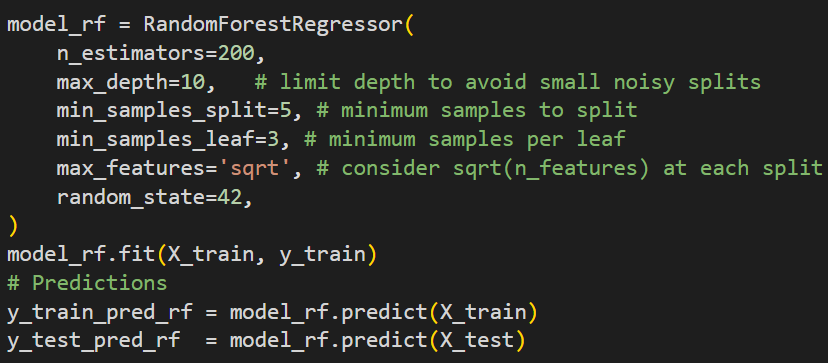 model_rf = RandomForestRegressor(
    n_estimators=200,
    max_depth=10,   # limit depth to avoid small noisy splits
    min_samples_split=5, # minimum samples to split
    min_samples_leaf=3, # minimum samples per leaf
    max_features='sqrt', # consider sqrt(n_features) at each split
    random_state=42,
)
model_rf.fit(X_train, y_train)
# Predictions
y_train_pred_rf = model_rf.predict(X_train)
y_test_pred_rf  = model_rf.predict(X_test)